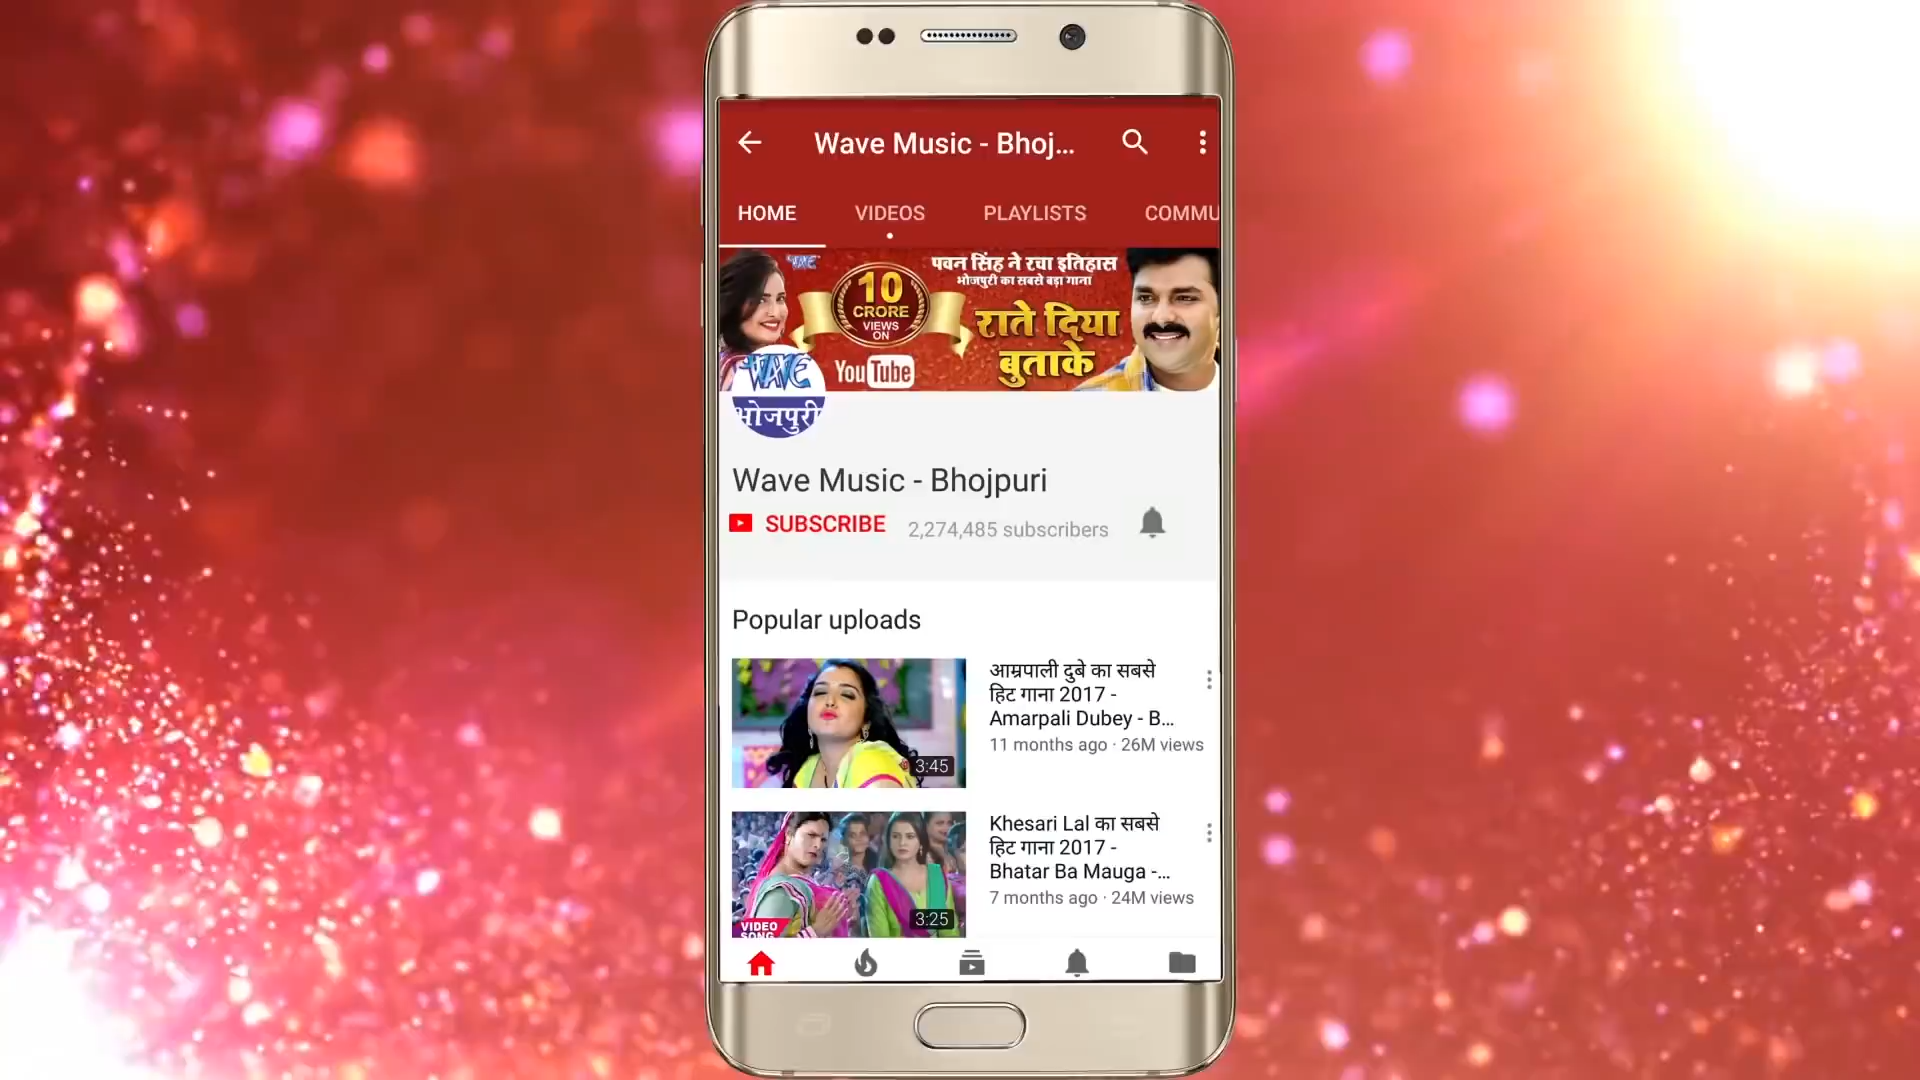 Wave Music - Bhoj...
HOME VIDEOS PLAYLISTS COMMU
WAVE
पवन सिंह ने रचा इतिहास
भोजपुरी का सबसे बड़ा गाना
10
CRORE
VIEWS
ON
YouTube
राते दिया
बुताके
WAVE
भोजपुरी
Wave Music - Bhojpuri
SUBSCRIBE 2,274,485 subscribers
Popular uploads
आम्रपाली दुबे का सबसे
हिट गाना 2017 -
Amarpali Dubey - B...
11 months ago · 26M views
3:45
Khesari Lal का सबसे
हिट गाना 2017 -
Bhatar Ba Mauga -...
7 months ago · 24M views
VIDEO
SONG
3:25